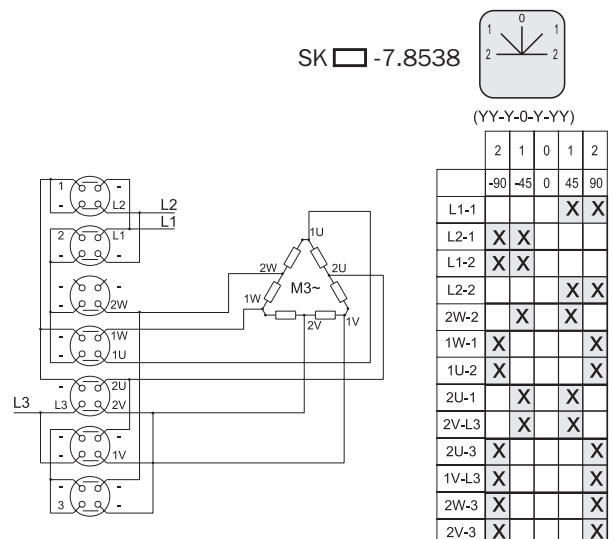 SK -7.8538
0
1 1
2 2
(YY-Y-0-Y-YY)
2 1 0 1 2
-90 -45 0 45 90
L1-1 X X
L2-1 X X
L1-2 X X
L2-2 X X
2W-2 X X
1W-1 X X
1U-2 X X
2U-1 X X
2V-L3 X X
2U-3 X X
1V-L3 X X
2W-3 X X
2V-3 X X
1 -
- L2 L2
L1
2 L1
- -
- -
- 2W
- 1W
- 1U
- 2U
L3 L3 2V
- -
- 1V
- -
3 -
1U
2W 2U
M3~
1W 2V 1V